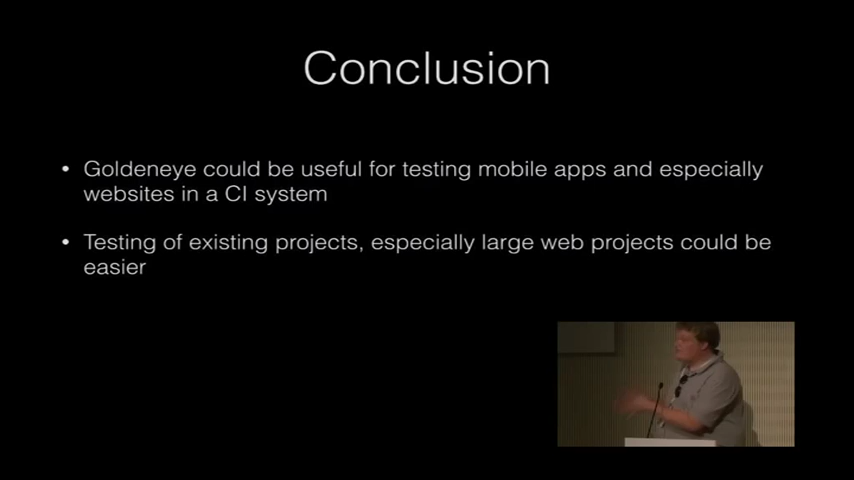 Conclusion
• Goldeneye could be useful for testing mobile apps and especially
websites in a CI system
• Testing of existing projects, especially large web projects could be
easier